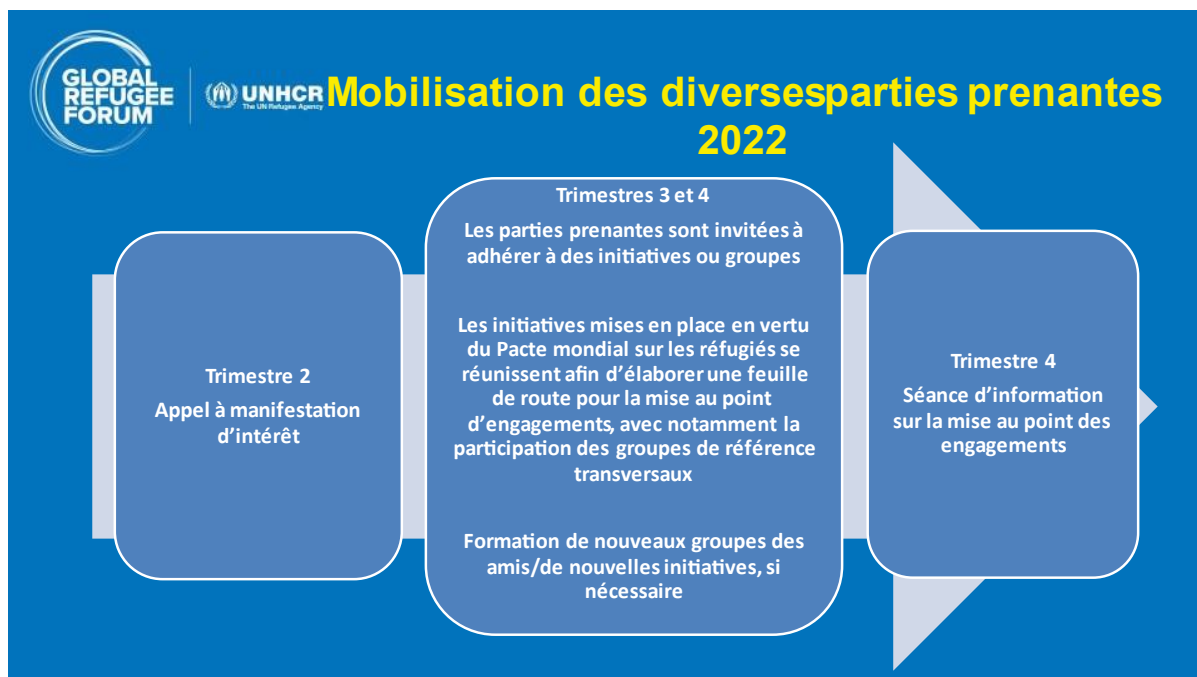 GLOBAL
REFUGEE
FORUM
UNHCR
The UN Refugee Agency
Mobilisation des diversesparties prenantes
2022
Trimestre 2
Appel à manifestation
d’intérêt
Trimestres 3 et 4
Les parties prenantes sont invitées à
adhérer à des initiatives ou groupes
Les initiatives mises en place en vertu
du Pacte mondial sur les réfugiés se
réunissent afin d’élaborer une feuille
de route pour la mise au point
d’engagements, avec notamment la
participation des groupes de référence
transversaux
Formation de nouveaux groupes des
amis/de nouvelles initiatives, si
nécessaire
Trimestre 4
Séance d’information
sur la mise au point des
engagements